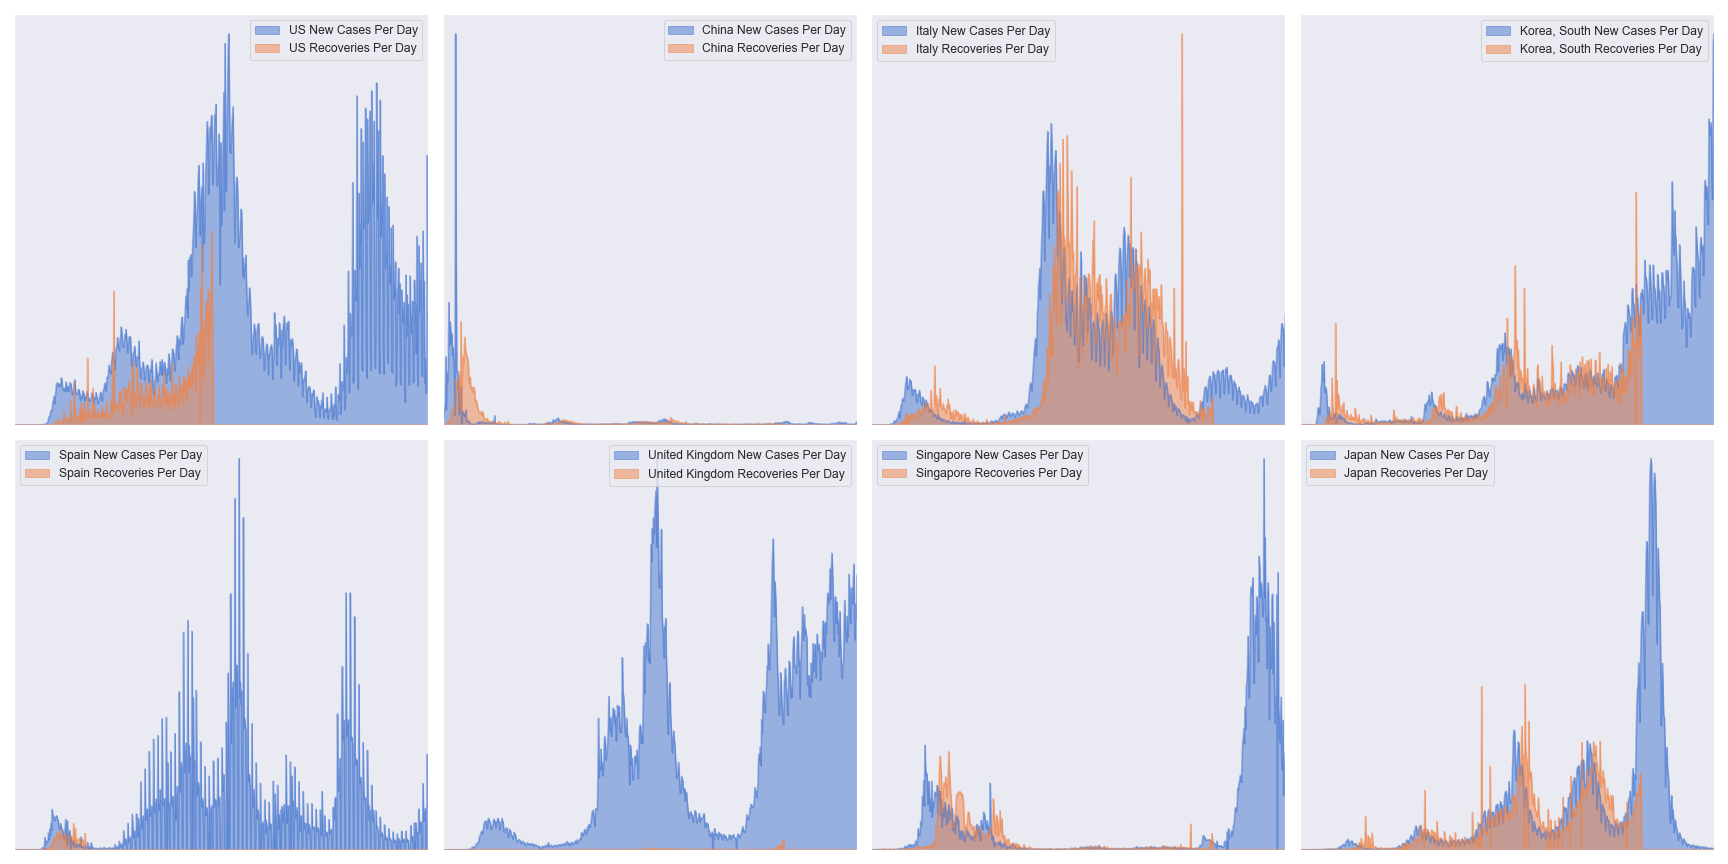 US New Cases Per Day
US Recoveries Per Day
China New Cases Per Day
China Recoveries Per Day
Italy New Cases Per Day
Italy Recoveries Per Day
Korea, South New Cases Per Day
Korea, South Recoveries Per Day
Spain New Cases Per Day
Spain Recoveries Per Day
United Kingdom New Cases Per Day
United Kingdom Recoveries Per Day
Singapore New Cases Per Day
Singapore Recoveries Per Day
Japan New Cases Per Day
Japan Recoveries Per Day